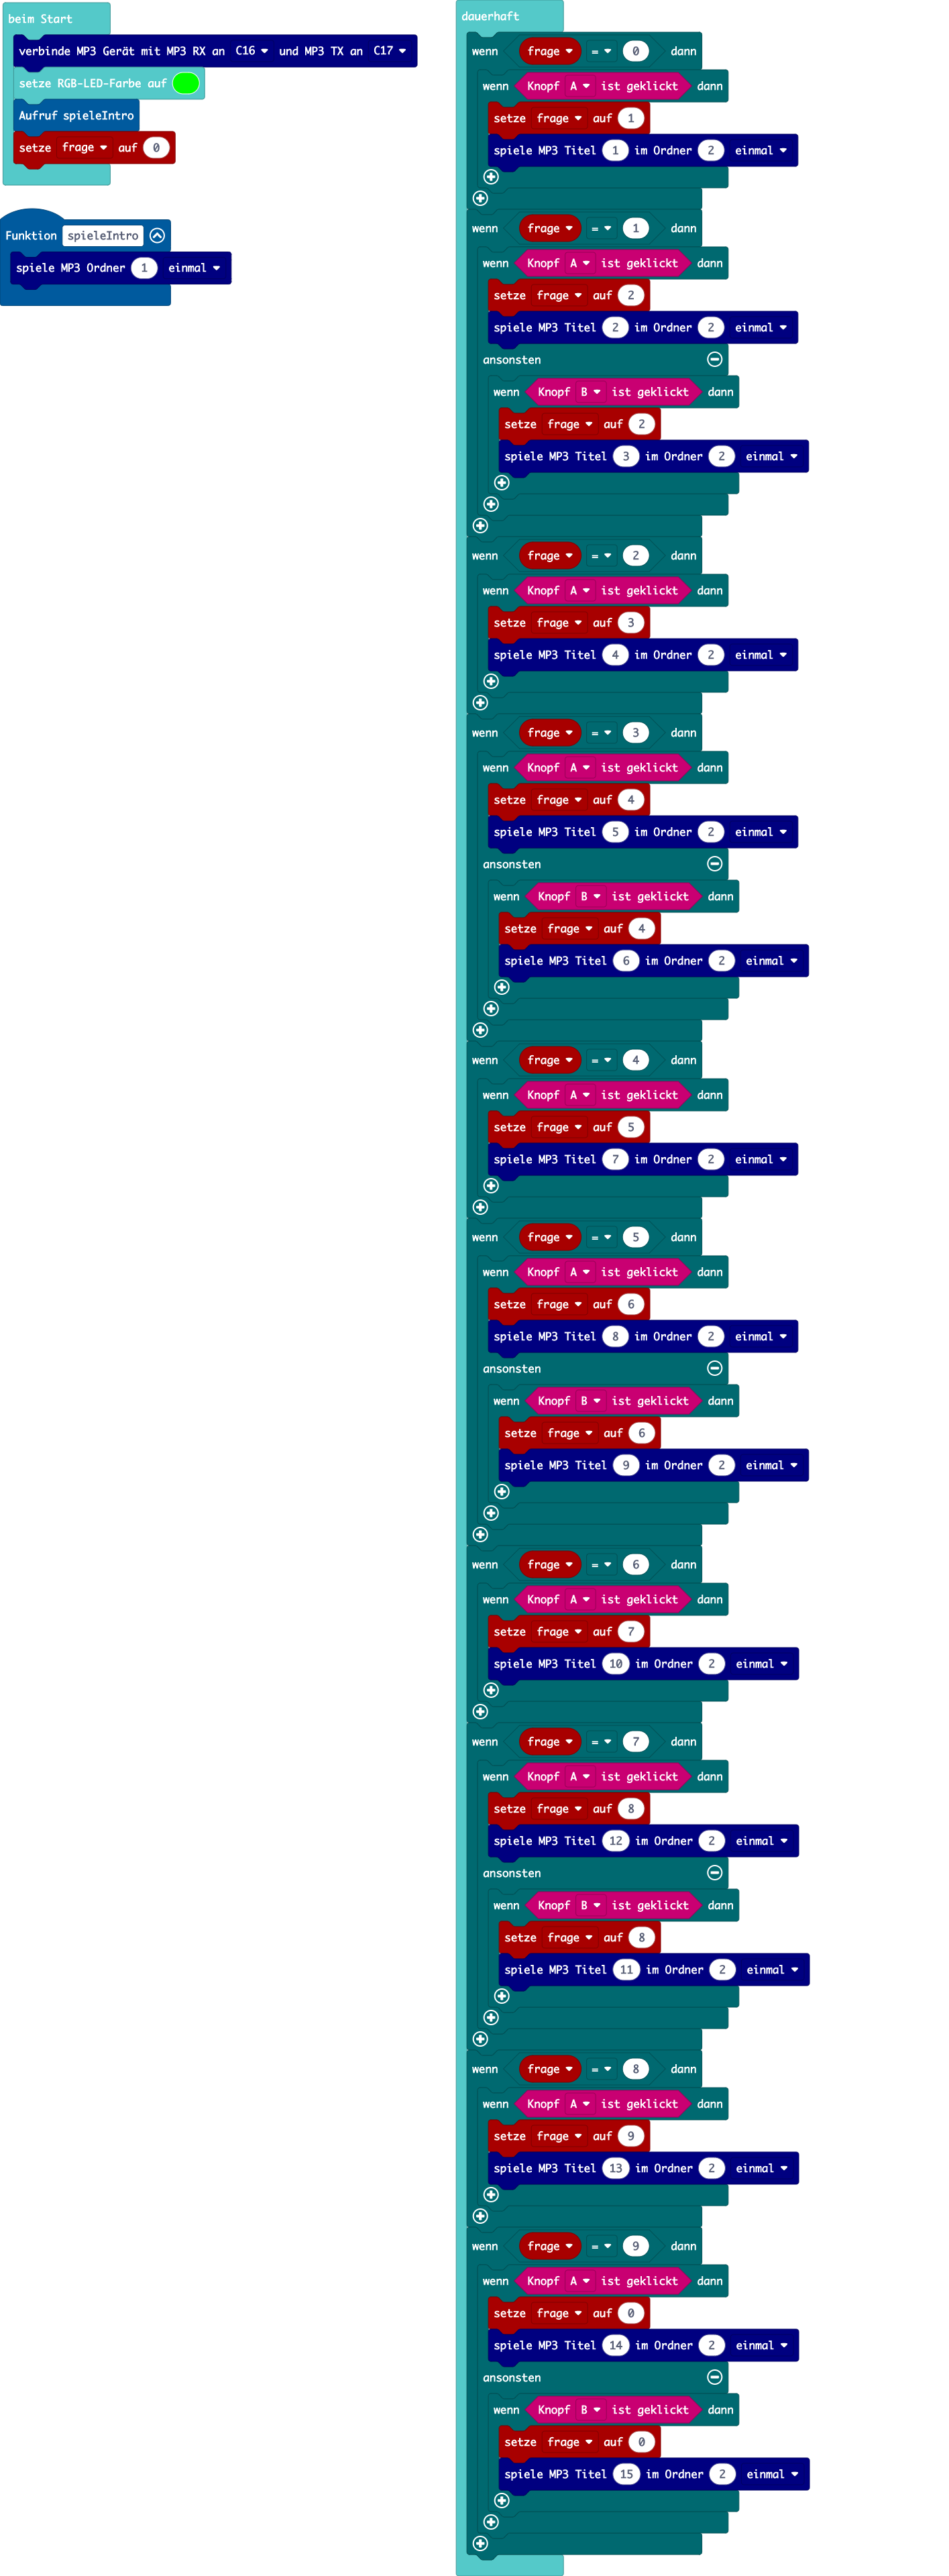 beim Start
verbinde MP3 Gerät mit MP3 RX an C16 und MP3 TX an C17
setze RGB-LED-Farbe auf
Aufruf spieleIntro
setze frage auf 0
Funktion spieleIntro
spiele MP3 Ordner 1 einmal
dauerhaft
wenn frage = 0 dann
wenn Knopf A ist geklickt dann
setze frage auf 1
spiele MP3 Titel 1 im Ordner 2 einmal
wenn frage = 1 dann
wenn Knopf A ist geklickt dann
setze frage auf 2
spiele MP3 Titel 2 im Ordner 2 einmal
ansonsten
wenn Knopf B ist geklickt dann
setze frage auf 2
spiele MP3 Titel 3 im Ordner 2 einmal
wenn frage = 2 dann
wenn Knopf A ist geklickt dann
setze frage auf 3
spiele MP3 Titel 4 im Ordner 2 einmal
wenn frage = 3 dann
wenn Knopf A ist geklickt dann
setze frage auf 4
spiele MP3 Titel 5 im Ordner 2 einmal
ansonsten
wenn Knopf B ist geklickt dann
setze frage auf 4
spiele MP3 Titel 6 im Ordner 2 einmal
wenn frage = 4 dann
wenn Knopf A ist geklickt dann
setze frage auf 5
spiele MP3 Titel 7 im Ordner 2 einmal
wenn frage = 5 dann
wenn Knopf A ist geklickt dann
setze frage auf 6
spiele MP3 Titel 8 im Ordner 2 einmal
ansonsten
wenn Knopf B ist geklickt dann
setze frage auf 6
spiele MP3 Titel 9 im Ordner 2 einmal
wenn frage = 6 dann
wenn Knopf A ist geklickt dann
setze frage auf 7
spiele MP3 Titel 10 im Ordner 2 einmal
wenn frage = 7 dann
wenn Knopf A ist geklickt dann
setze frage auf 8
spiele MP3 Titel 12 im Ordner 2 einmal
ansonsten
wenn Knopf B ist geklickt dann
setze frage auf 8
spiele MP3 Titel 11 im Ordner 2 einmal
wenn frage = 8 dann
wenn Knopf A ist geklickt dann
setze frage auf 9
spiele MP3 Titel 13 im Ordner 2 einmal
wenn frage = 9 dann
wenn Knopf A ist geklickt dann
setze frage auf 0
spiele MP3 Titel 14 im Ordner 2 einmal
ansonsten
wenn Knopf B ist geklickt dann
setze frage auf 0
spiele MP3 Titel 15 im Ordner 2 einmal